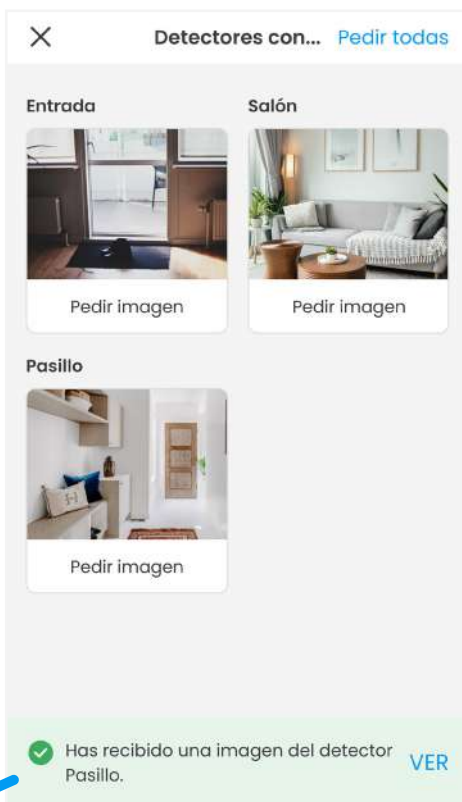 Detectores con... Pedir todas
Entrada
Salón
Pedir imagen
Pedir imagen
Pasillo
Pedir imagen
Has recibido una imagen del detector
Pasillo.
VER